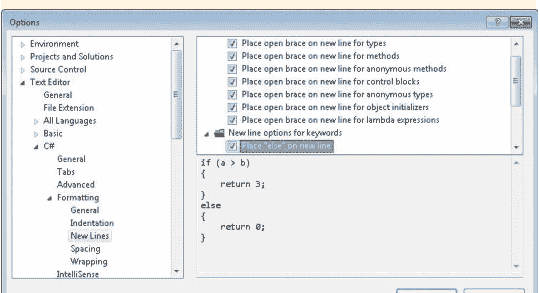 Options
Environment
Projects and Solutions
Source Control
Text Editor
General
File Extension
All Languages
Basic
C#
General
Tabs
Advanced
Formatting
General
Indentation
New Lines
Spacing
Wrapping
IntelliSense
Place open brace on new line for types
Place open brace on new line for methods
Place open brace on new line for anonymous methods
Place open brace on new line for control blocks
Place open brace on new line for anonymous types
Place open brace on new line for object initializers
Place open brace on new line for lambda expressions
New line options for keywords
Place "else" on new line
if (a > b)
{
    return 3;
}
else
{
    return 0;
}